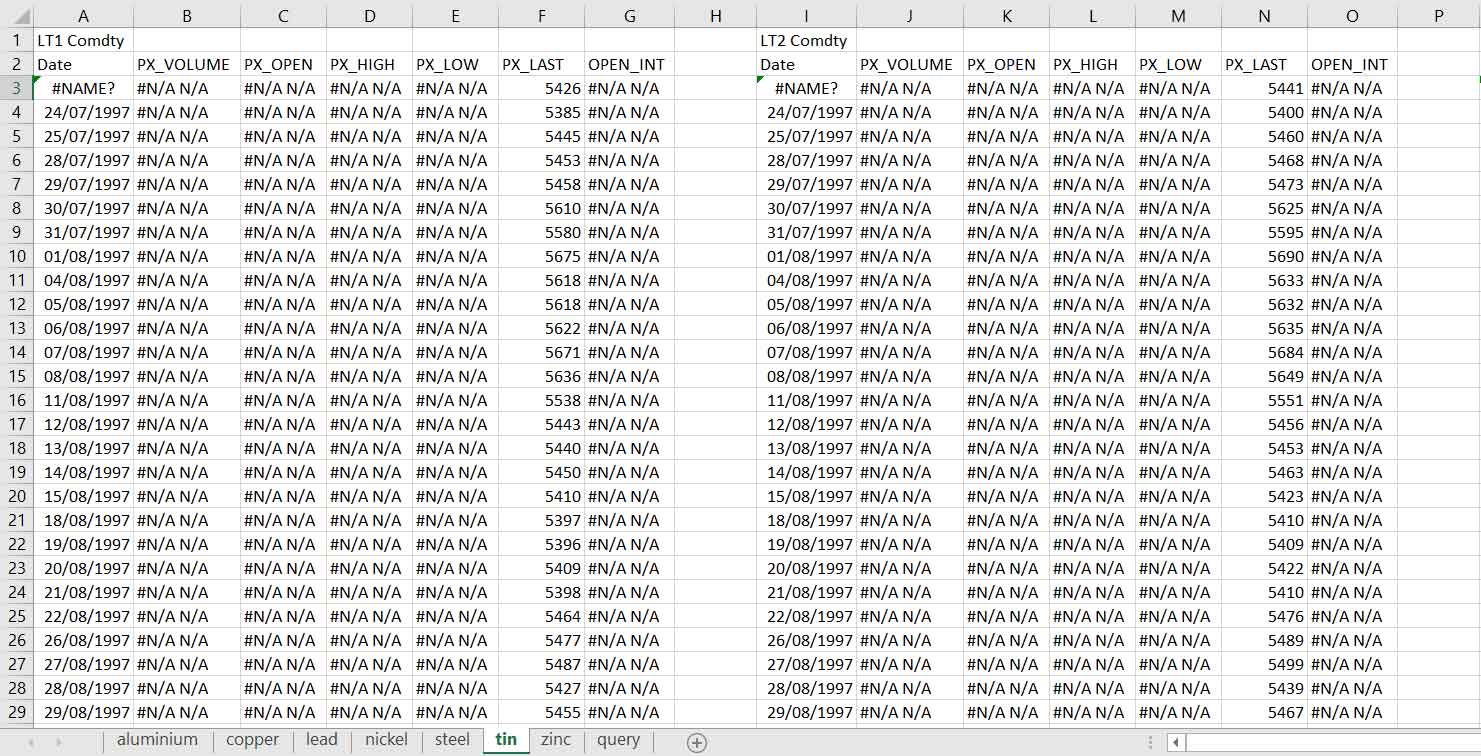 A B C D E F G H I J K L M N O P
1 LT1 Comdty LT2 Comdty
2 Date PX_VOLUME PX_OPEN PX_HIGH PX_LOW PX_LAST OPEN_INT Date PX_VOLUME PX_OPEN PX_HIGH PX_LOW PX_LAST OPEN_INT
3 #NAME? #N/A N/A #N/A N/A #N/A N/A #N/A N/A 5426 #N/A N/A #NAME? #N/A N/A #N/A N/A #N/A N/A #N/A N/A 5441 #N/A N/A
4 24/07/1997 #N/A N/A #N/A N/A #N/A N/A #N/A N/A 5385 #N/A N/A 24/07/1997 #N/A N/A #N/A N/A #N/A N/A #N/A N/A 5400 #N/A N/A
5 25/07/1997 #N/A N/A #N/A N/A #N/A N/A #N/A N/A 5445 #N/A N/A 25/07/1997 #N/A N/A #N/A N/A #N/A N/A #N/A N/A 5460 #N/A N/A
6 28/07/1997 #N/A N/A #N/A N/A #N/A N/A #N/A N/A 5453 #N/A N/A 28/07/1997 #N/A N/A #N/A N/A #N/A N/A #N/A N/A 5468 #N/A N/A
7 29/07/1997 #N/A N/A #N/A N/A #N/A N/A #N/A N/A 5458 #N/A N/A 29/07/1997 #N/A N/A #N/A N/A #N/A N/A #N/A N/A 5473 #N/A N/A
8 30/07/1997 #N/A N/A #N/A N/A #N/A N/A #N/A N/A 5610 #N/A N/A 30/07/1997 #N/A N/A #N/A N/A #N/A N/A #N/A N/A 5625 #N/A N/A
9 31/07/1997 #N/A N/A #N/A N/A #N/A N/A #N/A N/A 5580 #N/A N/A 31/07/1997 #N/A N/A #N/A N/A #N/A N/A #N/A N/A 5595 #N/A N/A
10 01/08/1997 #N/A N/A #N/A N/A #N/A N/A #N/A N/A 5675 #N/A N/A 01/08/1997 #N/A N/A #N/A N/A #N/A N/A #N/A N/A 5690 #N/A N/A
11 04/08/1997 #N/A N/A #N/A N/A #N/A N/A #N/A N/A 5618 #N/A N/A 04/08/1997 #N/A N/A #N/A N/A #N/A N/A #N/A N/A 5633 #N/A N/A
12 05/08/1997 #N/A N/A #N/A N/A #N/A N/A #N/A N/A 5618 #N/A N/A 05/08/1997 #N/A N/A #N/A N/A #N/A N/A #N/A N/A 5632 #N/A N/A
13 06/08/1997 #N/A N/A #N/A N/A #N/A N/A #N/A N/A 5622 #N/A N/A 06/08/1997 #N/A N/A #N/A N/A #N/A N/A #N/A N/A 5635 #N/A N/A
14 07/08/1997 #N/A N/A #N/A N/A #N/A N/A #N/A N/A 5671 #N/A N/A 07/08/1997 #N/A N/A #N/A N/A #N/A N/A #N/A N/A 5684 #N/A N/A
15 08/08/1997 #N/A N/A #N/A N/A #N/A N/A #N/A N/A 5636 #N/A N/A 08/08/1997 #N/A N/A #N/A N/A #N/A N/A #N/A N/A 5649 #N/A N/A
16 11/08/1997 #N/A N/A #N/A N/A #N/A N/A #N/A N/A 5538 #N/A N/A 11/08/1997 #N/A N/A #N/A N/A #N/A N/A #N/A N/A 5551 #N/A N/A
17 12/08/1997 #N/A N/A #N/A N/A #N/A N/A #N/A N/A 5443 #N/A N/A 12/08/1997 #N/A N/A #N/A N/A #N/A N/A #N/A N/A 5456 #N/A N/A
18 13/08/1997 #N/A N/A #N/A N/A #N/A N/A #N/A N/A 5440 #N/A N/A 13/08/1997 #N/A N/A #N/A N/A #N/A N/A #N/A N/A 5453 #N/A N/A
19 14/08/1997 #N/A N/A #N/A N/A #N/A N/A #N/A N/A 5450 #N/A N/A 14/08/1997 #N/A N/A #N/A N/A #N/A N/A #N/A N/A 5463 #N/A N/A
20 15/08/1997 #N/A N/A #N/A N/A #N/A N/A #N/A N/A 5410 #N/A N/A 15/08/1997 #N/A N/A #N/A N/A #N/A N/A #N/A N/A 5423 #N/A N/A
21 18/08/1997 #N/A N/A #N/A N/A #N/A N/A #N/A N/A 5397 #N/A N/A 18/08/1997 #N/A N/A #N/A N/A #N/A N/A #N/A N/A 5410 #N/A N/A
22 19/08/1997 #N/A N/A #N/A N/A #N/A N/A #N/A N/A 5396 #N/A N/A 19/08/1997 #N/A N/A #N/A N/A #N/A N/A #N/A N/A 5409 #N/A N/A
23 20/08/1997 #N/A N/A #N/A N/A #N/A N/A #N/A N/A 5409 #N/A N/A 20/08/1997 #N/A N/A #N/A N/A #N/A N/A #N/A N/A 5422 #N/A N/A
24 21/08/1997 #N/A N/A #N/A N/A #N/A N/A #N/A N/A 5398 #N/A N/A 21/08/1997 #N/A N/A #N/A N/A #N/A N/A #N/A N/A 5410 #N/A N/A
25 22/08/1997 #N/A N/A #N/A N/A #N/A N/A #N/A N/A 5464 #N/A N/A 22/08/1997 #N/A N/A #N/A N/A #N/A N/A #N/A N/A 5476 #N/A N/A
26 26/08/1997 #N/A N/A #N/A N/A #N/A N/A #N/A N/A 5477 #N/A N/A 26/08/1997 #N/A N/A #N/A N/A #N/A N/A #N/A N/A 5489 #N/A N/A
27 27/08/1997 #N/A N/A #N/A N/A #N/A N/A #N/A N/A 5487 #N/A N/A 27/08/1997 #N/A N/A #N/A N/A #N/A N/A #N/A N/A 5499 #N/A N/A
28 28/08/1997 #N/A N/A #N/A N/A #N/A N/A #N/A N/A 5427 #N/A N/A 28/08/1997 #N/A N/A #N/A N/A #N/A N/A #N/A N/A 5439 #N/A N/A
29 29/08/1997 #N/A N/A #N/A N/A #N/A N/A #N/A N/A 5455 #N/A N/A 29/08/1997 #N/A N/A #N/A N/A #N/A N/A #N/A N/A 5467 #N/A N/A
aluminium copper lead nickel steel tin zinc query